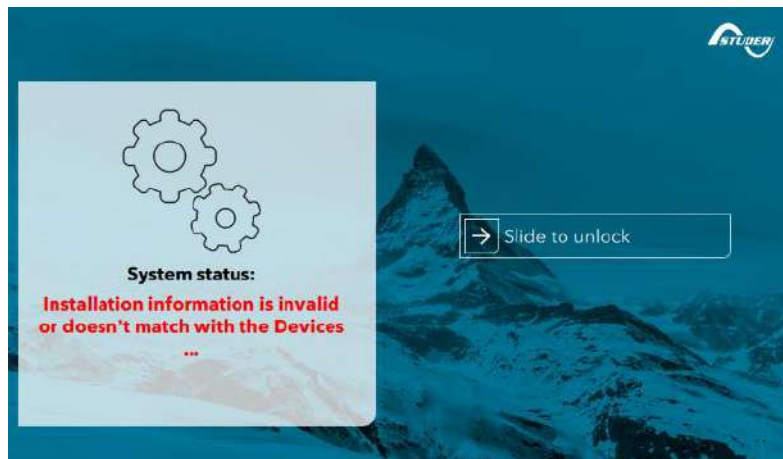 STUDER
System status:
Installation information is invalid
or doesn't match with the Devices
...
Slide to unlock